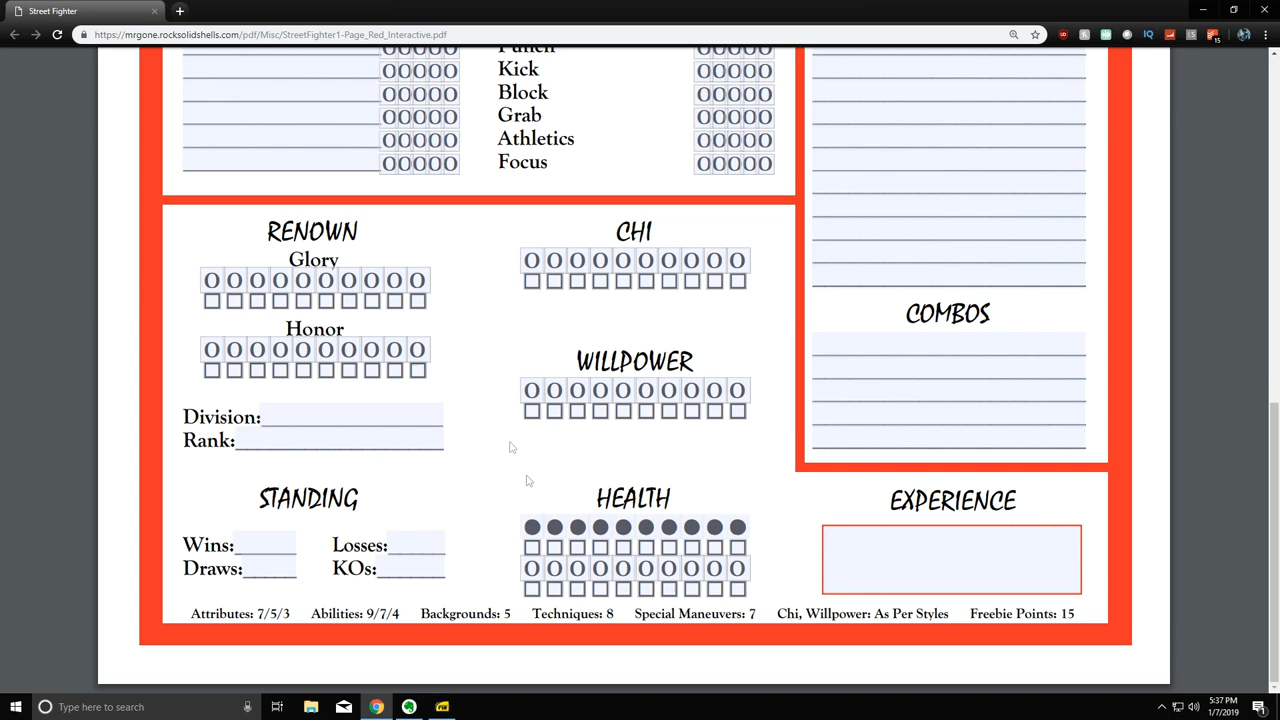 Street Fighter
https://mrgone.rocksolidshells.com/pdf/Misc/StreetFighter1-Page_Red_Interactive.pdf
Punch
Kick
Block
Grab
Athletics
Focus
RENOWN
Glory
Honor
Division:
Rank:
CHI
WILLPOWER
COMBOS
STANDING
Wins:
Losses:
Draws:
KOs:
HEALTH
EXPERIENCE
Attributes: 7/5/3 Abilities: 9/7/4 Backgrounds: 5 Techniques: 8 Special Maneuvers: 7 Chi, Willpower: As Per Styles Freebie Points: 15
Type here to search
5:37 PM
1/7/2019